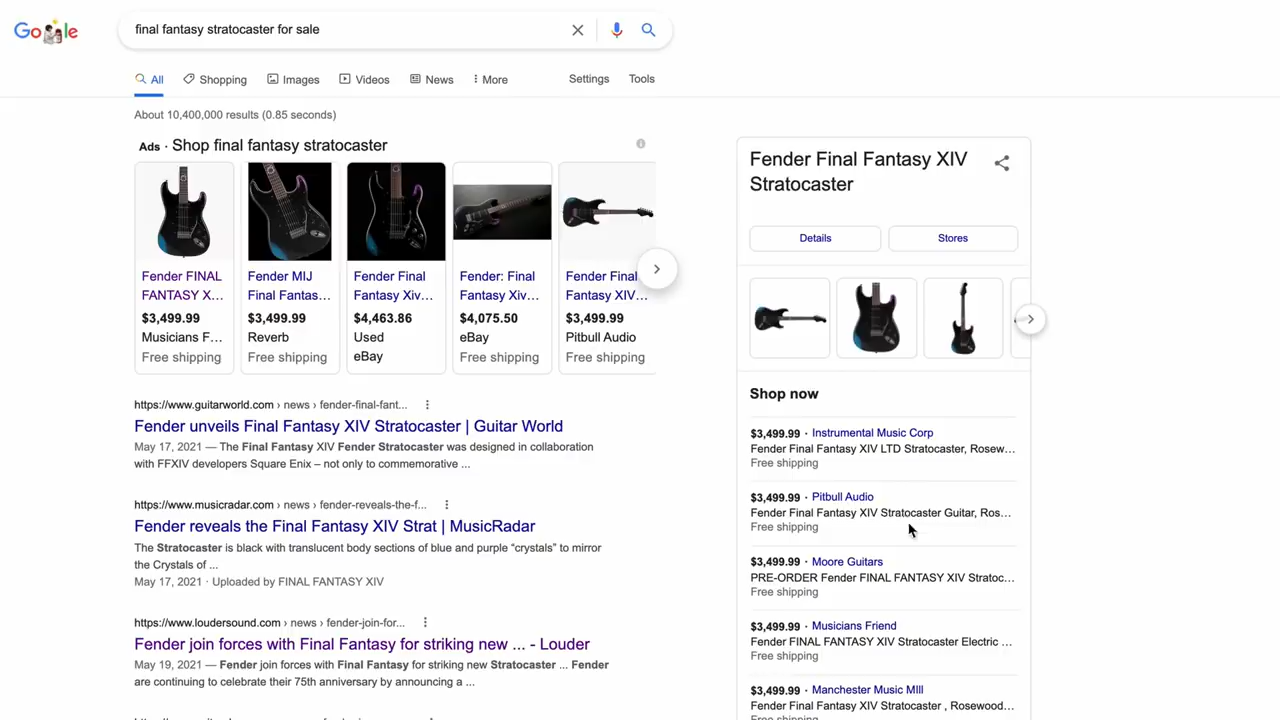 Google
final fantasy stratocaster for sale
All
Shopping
Images
Videos
News
More
Settings
Tools
About 10,400,000 results (0.85 seconds)
Ads · Shop final fantasy stratocaster
Fender FINAL
FANTASY X...
$3,499.99
Musicians F...
Free shipping
Fender MIJ
Final Fantas...
$3,499.99
Reverb
Free shipping
Fender Final
Fantasy Xiv...
$4,463.86
Used
eBay
Fender: Final
Fantasy Xiv...
$4,075.50
eBay
Free shipping
Fender Final
Fantasy XIV...
$3,499.99
Pitbull Audio
Free shipping
https://www.guitarworld.com › news › fender-final-fant...
Fender unveils Final Fantasy XIV Stratocaster | Guitar World
May 17, 2021 — The Final Fantasy XIV Fender Stratocaster was designed in collaboration
with FFXIV developers Square Enix – not only to commemorative ...
https://www.musicradar.com › news › fender-reveals-the-f...
Fender reveals the Final Fantasy XIV Strat | MusicRadar
The Stratocaster is black with translucent body sections of blue and purple “crystals” to mirror
the Crystals of ...
May 17, 2021 · Uploaded by FINAL FANTASY XIV
https://www.loudersound.com › news › fender-join-for...
Fender join forces with Final Fantasy for striking new ... - Louder
May 19, 2021 — Fender join forces with Final Fantasy for striking new Stratocaster ... Fender
are continuing to celebrate their 75th anniversary by announcing a ...
Fender Final Fantasy XIV
Stratocaster
Details
Stores
Shop now
$3,499.99 · Instrumental Music Corp
Fender Final Fantasy XIV LTD Stratocaster, Rosew...
Free shipping
$3,499.99 · Pitbull Audio
Fender Final Fantasy XIV Stratocaster Guitar, Ros...
Free shipping
$3,499.99 · Moore Guitars
PRE-ORDER Fender FINAL FANTASY XIV Stratoc...
Free shipping
$3,499.99 · Musicians Friend
Fender FINAL FANTASY XIV Stratocaster Electric ...
Free shipping
$3,499.99 · Manchester Music MIll
Fender Final Fantasy XIV Stratocaster , Rosewood...
Free shipping